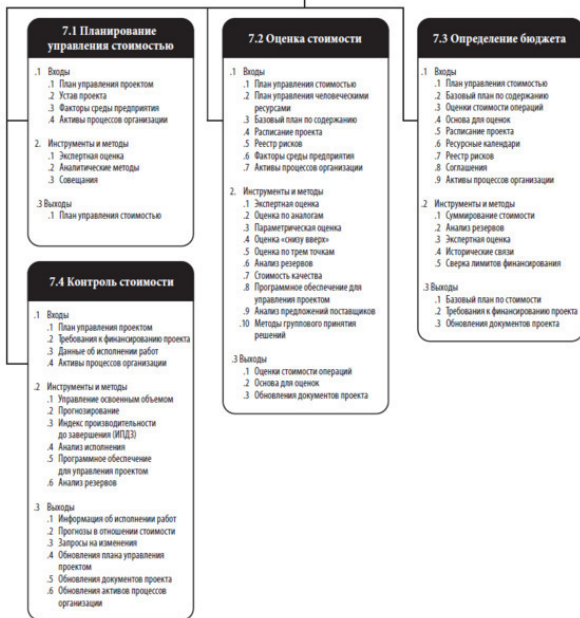 7.1 Планирование
управления стоимостью
.1 Входы
.1 План управления проектом
.2 Устав проекта
.3 Факторы среды предприятия
.4 Активы процессов организации
2. Инструменты и методы
.1 Экспертная оценка
.2 Аналитические методы
.3 Совещания
.3 Выходы
.1 План управления стоимостью
7.2 Оценка стоимости
.1 Входы
.1 План управления стоимостью
.2 План управления человеческими
ресурсами
.3 Базовый план по содержанию
.4 Расписание проекта
.5 Реестр рисков
.6 Факторы среды предприятия
.7 Активы процессов организации
2. Инструменты и методы
.1 Экспертная оценка
.2 Оценка по аналогам
.3 Параметрическая оценка
.4 Оценка «снизу вверх»
.5 Оценка по трем точкам
.6 Анализ резервов
.7 Стоимость качества
.8 Программное обеспечение для
управления проектом
.9 Анализ предложений поставщиков
.10 Методы группового принятия
решений
.3 Выходы
.1 Оценки стоимости операций
.2 Основа для оценок
.3 Обновления документов проекта
7.3 Определение бюджета
.1 Входы
.1 План управления стоимостью
.2 Базовый план по содержанию
.3 Оценки стоимости операций
.4 Основа для оценок
.5 Расписание проекта
.6 Ресурсные календари
.7 Реестр рисков
.8 Соглашения
.9 Активы процессов организации
.2 Инструменты и методы
.1 Суммирование стоимости
.2 Анализ резервов
.3 Экспертная оценка
.4 Исторические связи
.5 Сверка лимитов финансирования
.3 Выходы
.1 Базовый план по стоимости
.2 Требования к финансированию проекта
.3 Обновления документов проекта
7.4 Контроль стоимости
.1 Входы
.1 План управления проектом
.2 Требования к финансированию проекта
.3 Данные об исполнении работ
.4 Активы процессов организации
.2 Инструменты и методы
.1 Управление освоенным объемом
.2 Прогнозирование
.3 Индекс производительности
до завершения (ИПДЗ)
.4 Анализ исполнения
.5 Программное обеспечение
для управления проектом
.6 Анализ резервов
.3 Выходы
.1 Информация об исполнении работ
.2 Прогнозы в отношении стоимости
.3 Запросы на изменения
.4 Обновления плана управления
проектом
.5 Обновления документов проекта
.6 Обновления активов процессов
организации